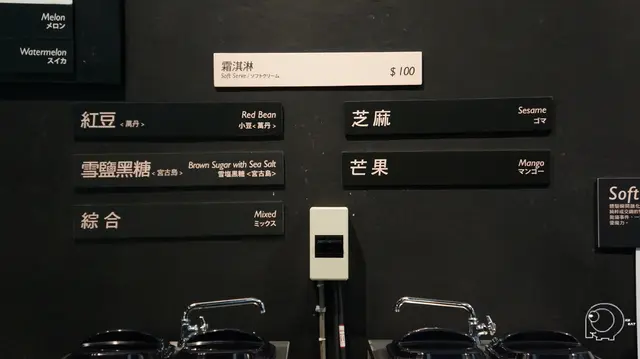 Melon
メロン
Watermelon
スイカ
霜淇淋
Soft Serve / ソフトクリーム
$ 100
紅豆 <萬丹>
Red Bean
小豆<萬丹>
芝麻
Sesame
ゴマ
雪鹽黑糖 <宮古島>
Brown Sugar with Sea Salt
雪塩黒糖 <宮古島>
芒果
Mango
マンゴー
綜合
Mixed
ミックス
Soft